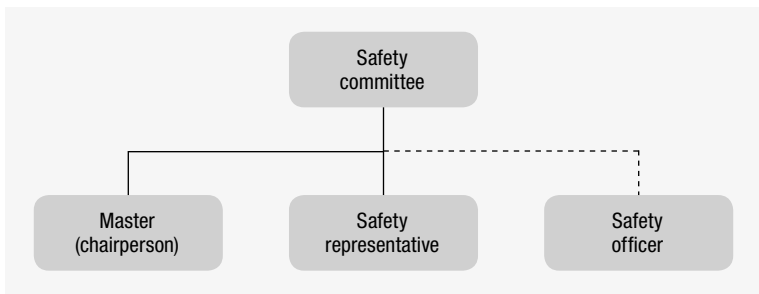 Safety
committee
Master
(chairperson)
Safety
representative
Safety
officer